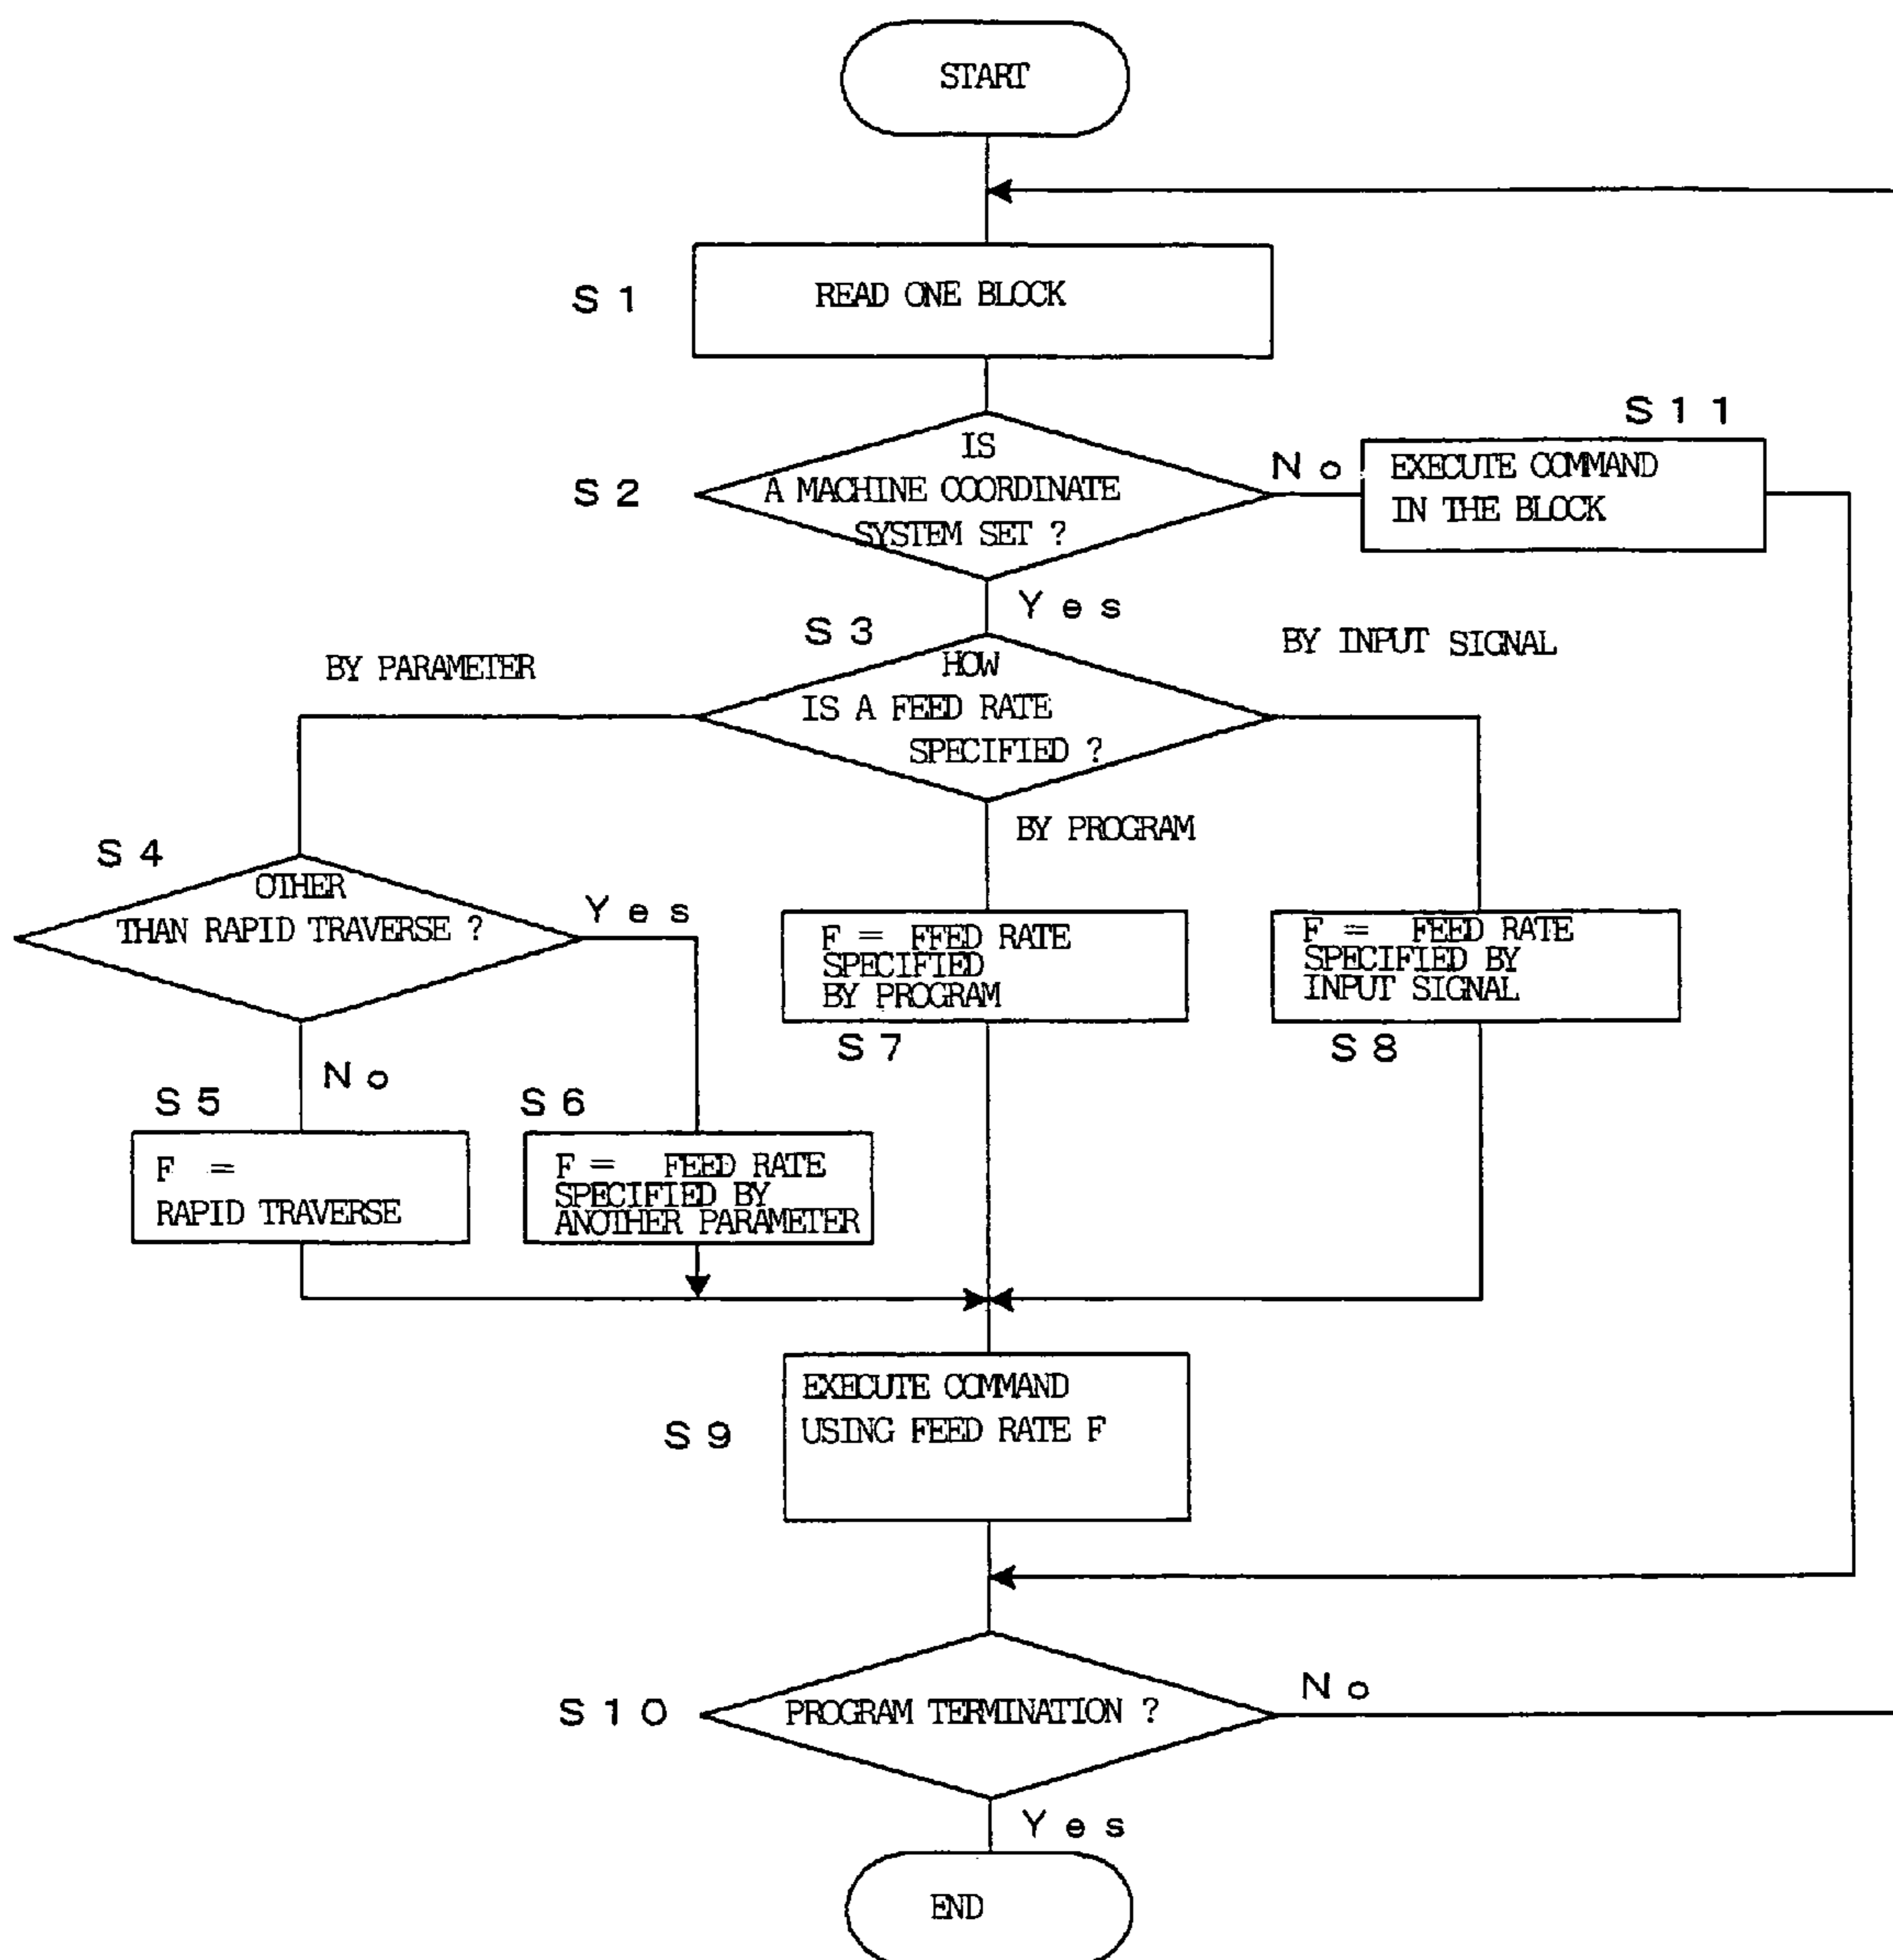 START
S 1
READ ONE BLOCK
S 1 1
S 2
IS
A MACHINE COORDINATE
SYSTEM SET ?
N o
EXECUTE COMMAND
IN THE BLOCK
Y e s
S 3
HOW
IS A FEED RATE
SPECIFIED ?
BY PARAMETER
BY INPUT SIGNAL
BY PROGRAM
S 4
OTHER
THAN RAPID TRAVERSE ?
Y e s
N o
F = FFED RATE
SPECIFIED
BY PROGRAM
S 7
F = FEED RATE
SPECIFIED BY
INPUT SIGNAL
S 8
S 5
F =
RAPID TRAVERSE
S 6
F = FEED RATE
SPECIFIED BY
ANOTHER PARAMETER
S 9
EXECUTE COMMAND
USING FEED RATE F
S 1 0
PROGRAM TERMINATION ?
N o
Y e s
END